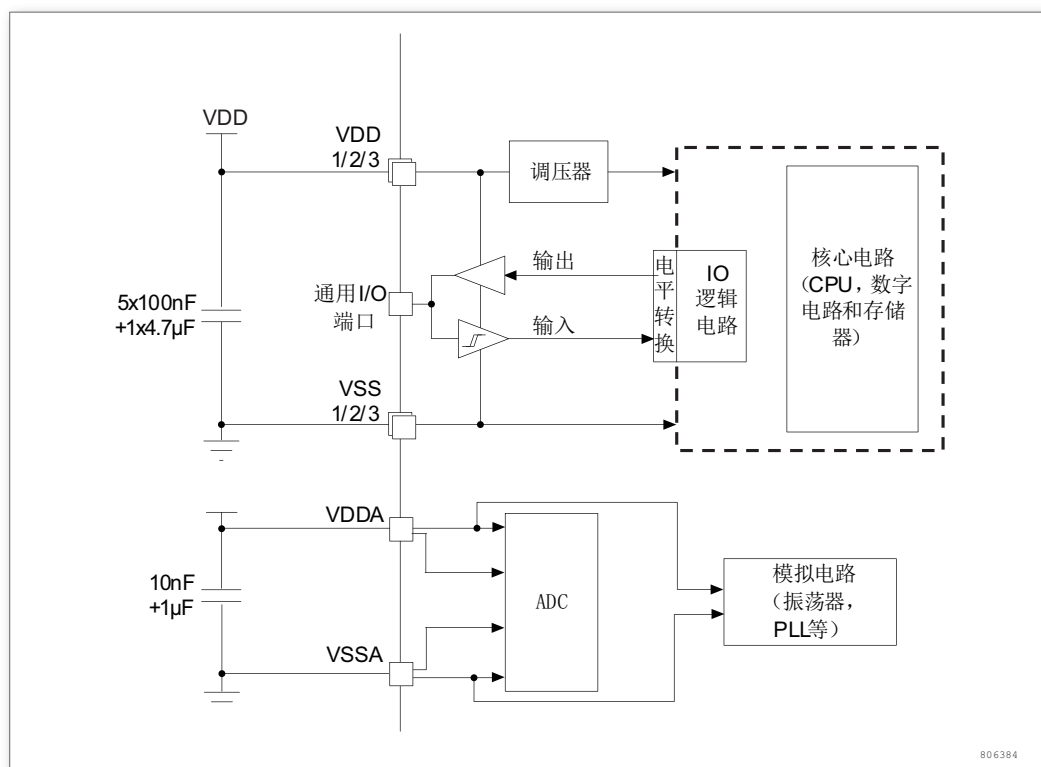 VDD
VDD
1/2/3
调压器
5x100nF
+1x4.7μF
通用I/O
端口
输出
输入
电
平
转
换
IO
逻辑
电路
核心电路
（CPU，数字
电路和存储
器）
VSS
1/2/3
VDDA
10nF
+1μF
ADC
模拟电路
（振荡器，
PLL等）
VSSA
806384